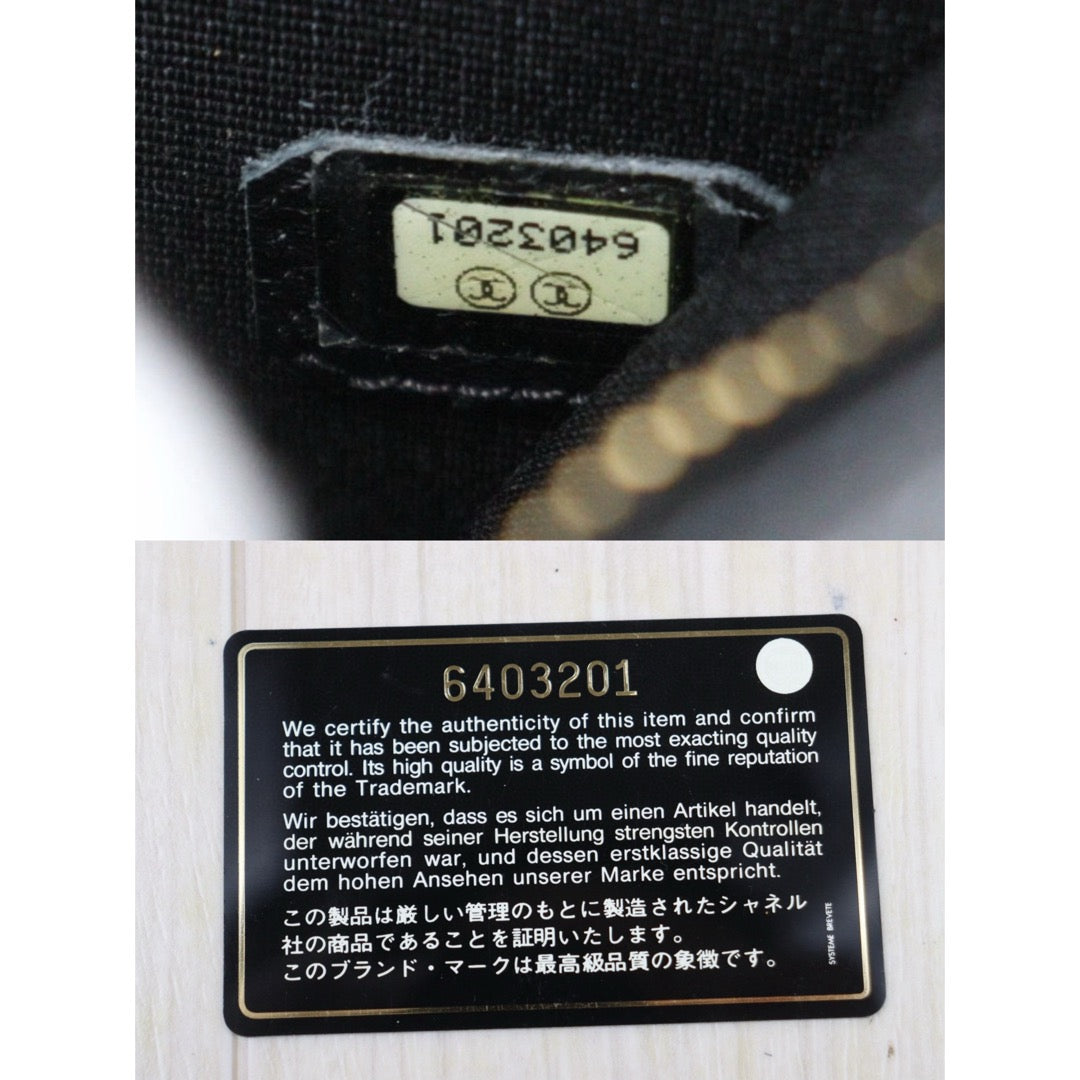 6403201
6403201
We certify the authenticity of this item and confirm
that it has been subjected to the most exacting quality
control. Its high quality is a symbol of the fine reputation
of the Trademark.
Wir bestätigen, dass es sich um einen Artikel handelt,
der während seiner Herstellung strengsten Kontrollen
unterworfen war, und dessen erstklassige Qualität
dem hohen Ansehen unserer Marke entspricht.
この製品は厳しい管理のもとに製造されたシャネル
社の商品であることを証明いたします。
このブランド・マークは最高級品質の象徴です。
SYSTEME BREVETE